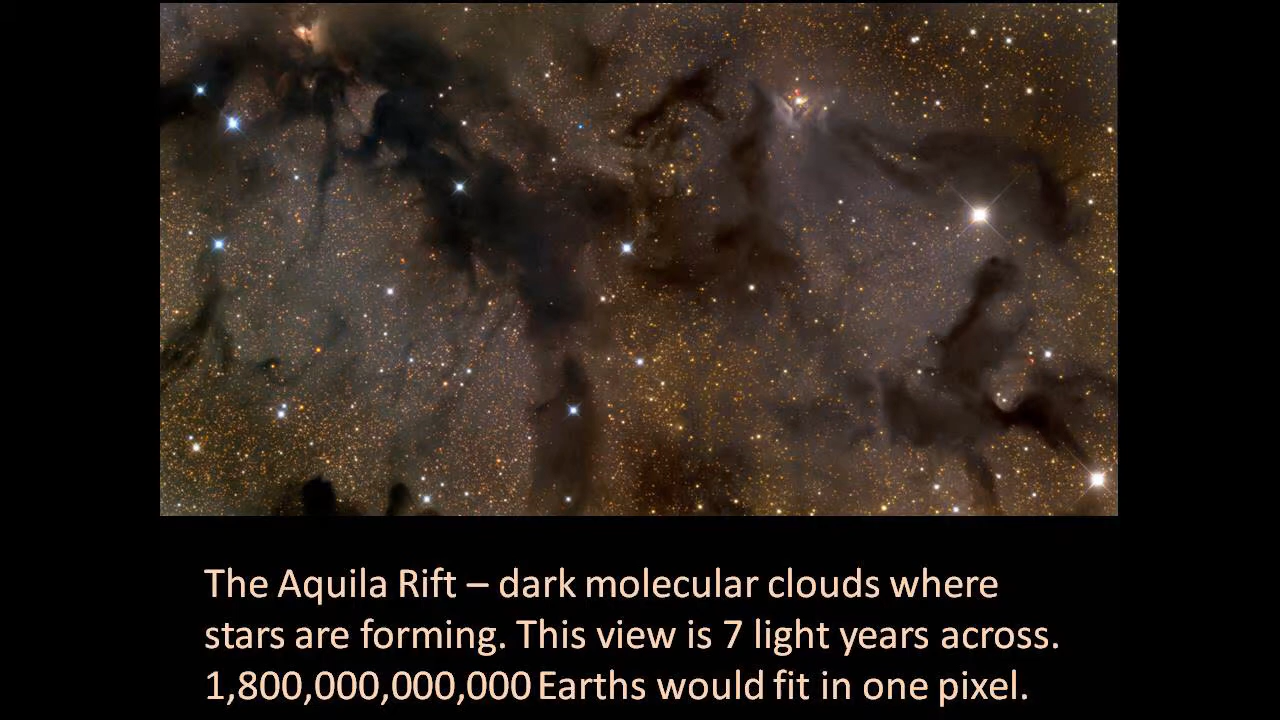 The Aquila Rift – dark molecular clouds where
stars are forming. This view is 7 light years across.
1,800,000,000,000 Earths would fit in one pixel.